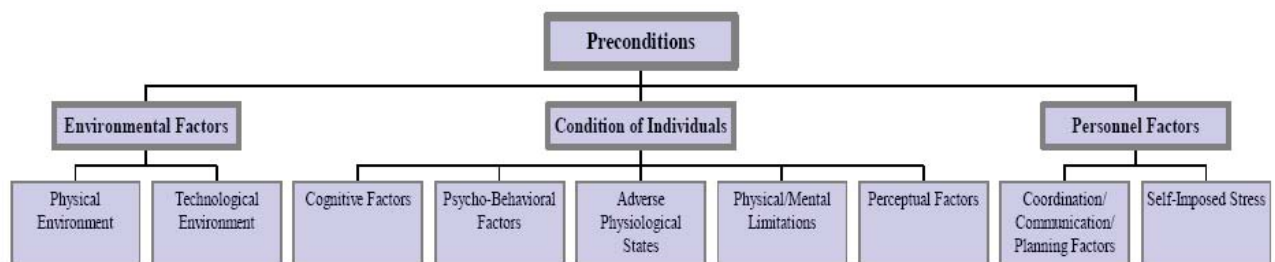 Preconditions
Environmental Factors
Condition of Individuals
Personnel Factors
Physical
Environment
Technological
Environment
Cognitive Factors
Psycho-Behavioral
Factors
Adverse
Physiological
States
Physical/Mental
Limitations
Perceptual Factors
Coordination/
Communication/
Planning Factors
Self-Imposed Stress